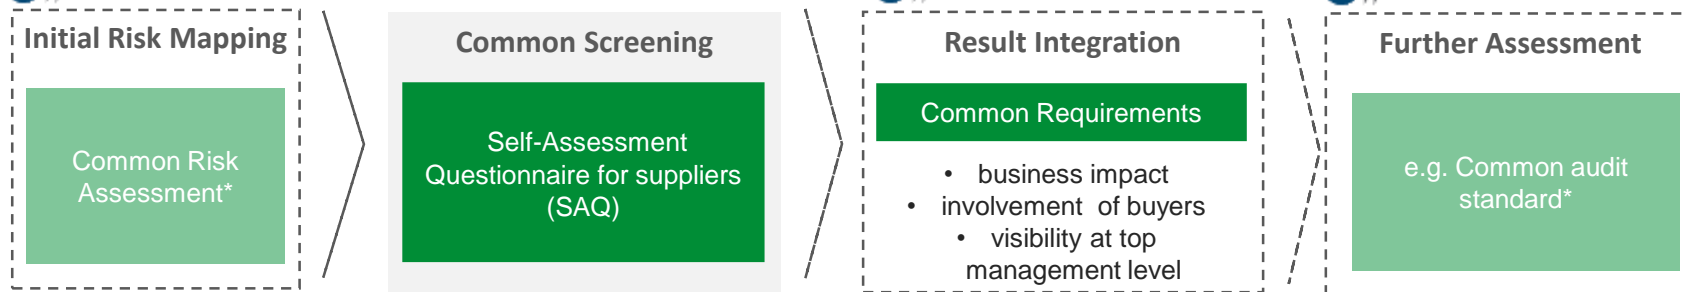 Initial Risk Mapping
Common Risk
Assessment*
Common Screening
Self-Assessment
Questionnaire for suppliers
(SAQ)
Result Integration
Common Requirements
• business impact
• involvement of buyers
• visibility at top
management level
Further Assessment
e.g. Common audit
standard*